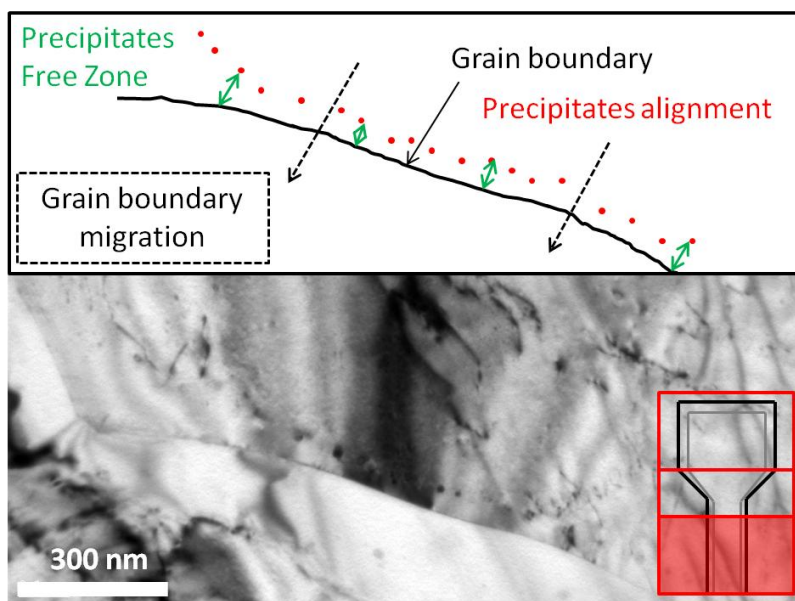 Precipitates
Free Zone
Grain boundary
Precipitates alignment
Grain boundary
migration
300 nm